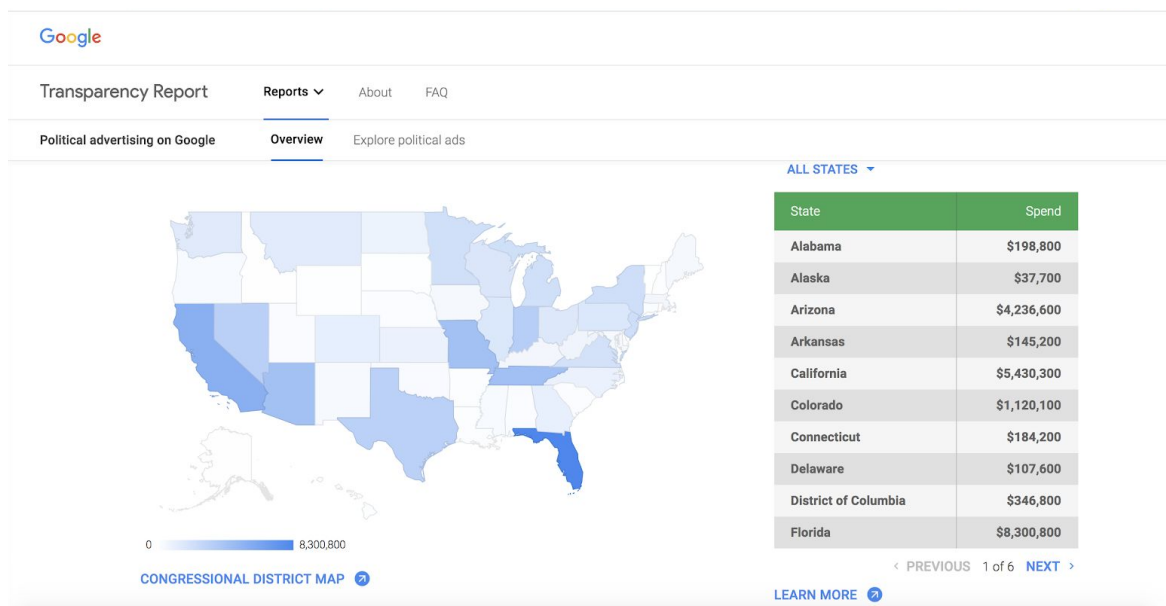 Google
Transparency Report Reports About FAQ
Political advertising on Google Overview Explore political ads
ALL STATES
State Spend
Alabama $198,800
Alaska $37,700
Arizona $4,236,600
Arkansas $145,200
California $5,430,300
Colorado $1,120,100
Connecticut $184,200
Delaware $107,600
District of Columbia $346,800
Florida $8,300,800
0 8,300,800
< PREVIOUS 1 of 6 NEXT >
CONGRESSIONAL DISTRICT MAP
LEARN MORE